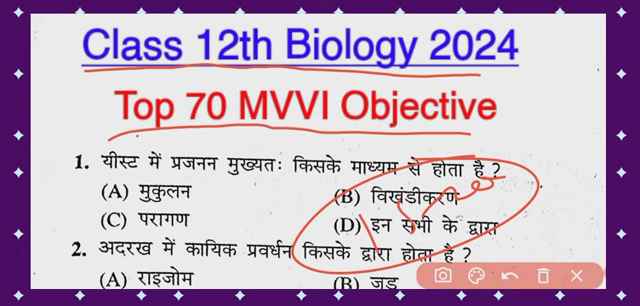 Class 12th Biology 2024
Top 70 MVVI Objective
1. यीस्ट में प्रजनन मुख्यतः किसके माध्यम से होता है ?
(A) मुकुलन (B) विखंडीकरण
(C) परागण (D) इन सभी के द्वारा
2. अदरख में कायिक प्रवर्धन किसके द्वारा होता है ?
(A) राइजोम (B) जड़